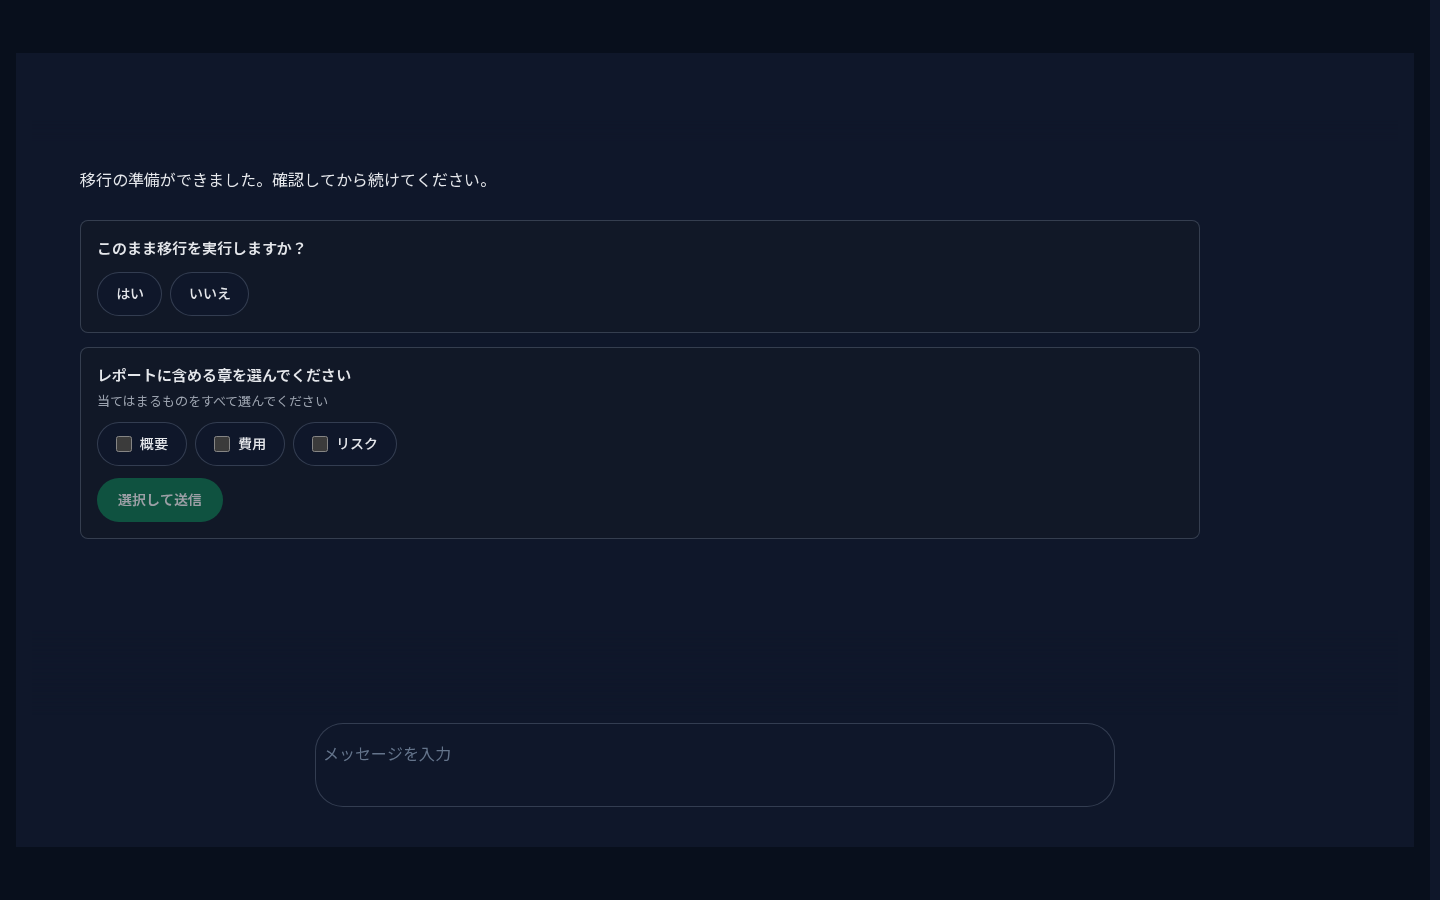 移行の準備ができました。確認してから続けてください。
このまま移行を実行しますか？
はい
いいえ
レポートに含める章を選んでください
当てはまるものをすべて選んでください
概要
費用
リスク
選択して送信
メッセージを入力